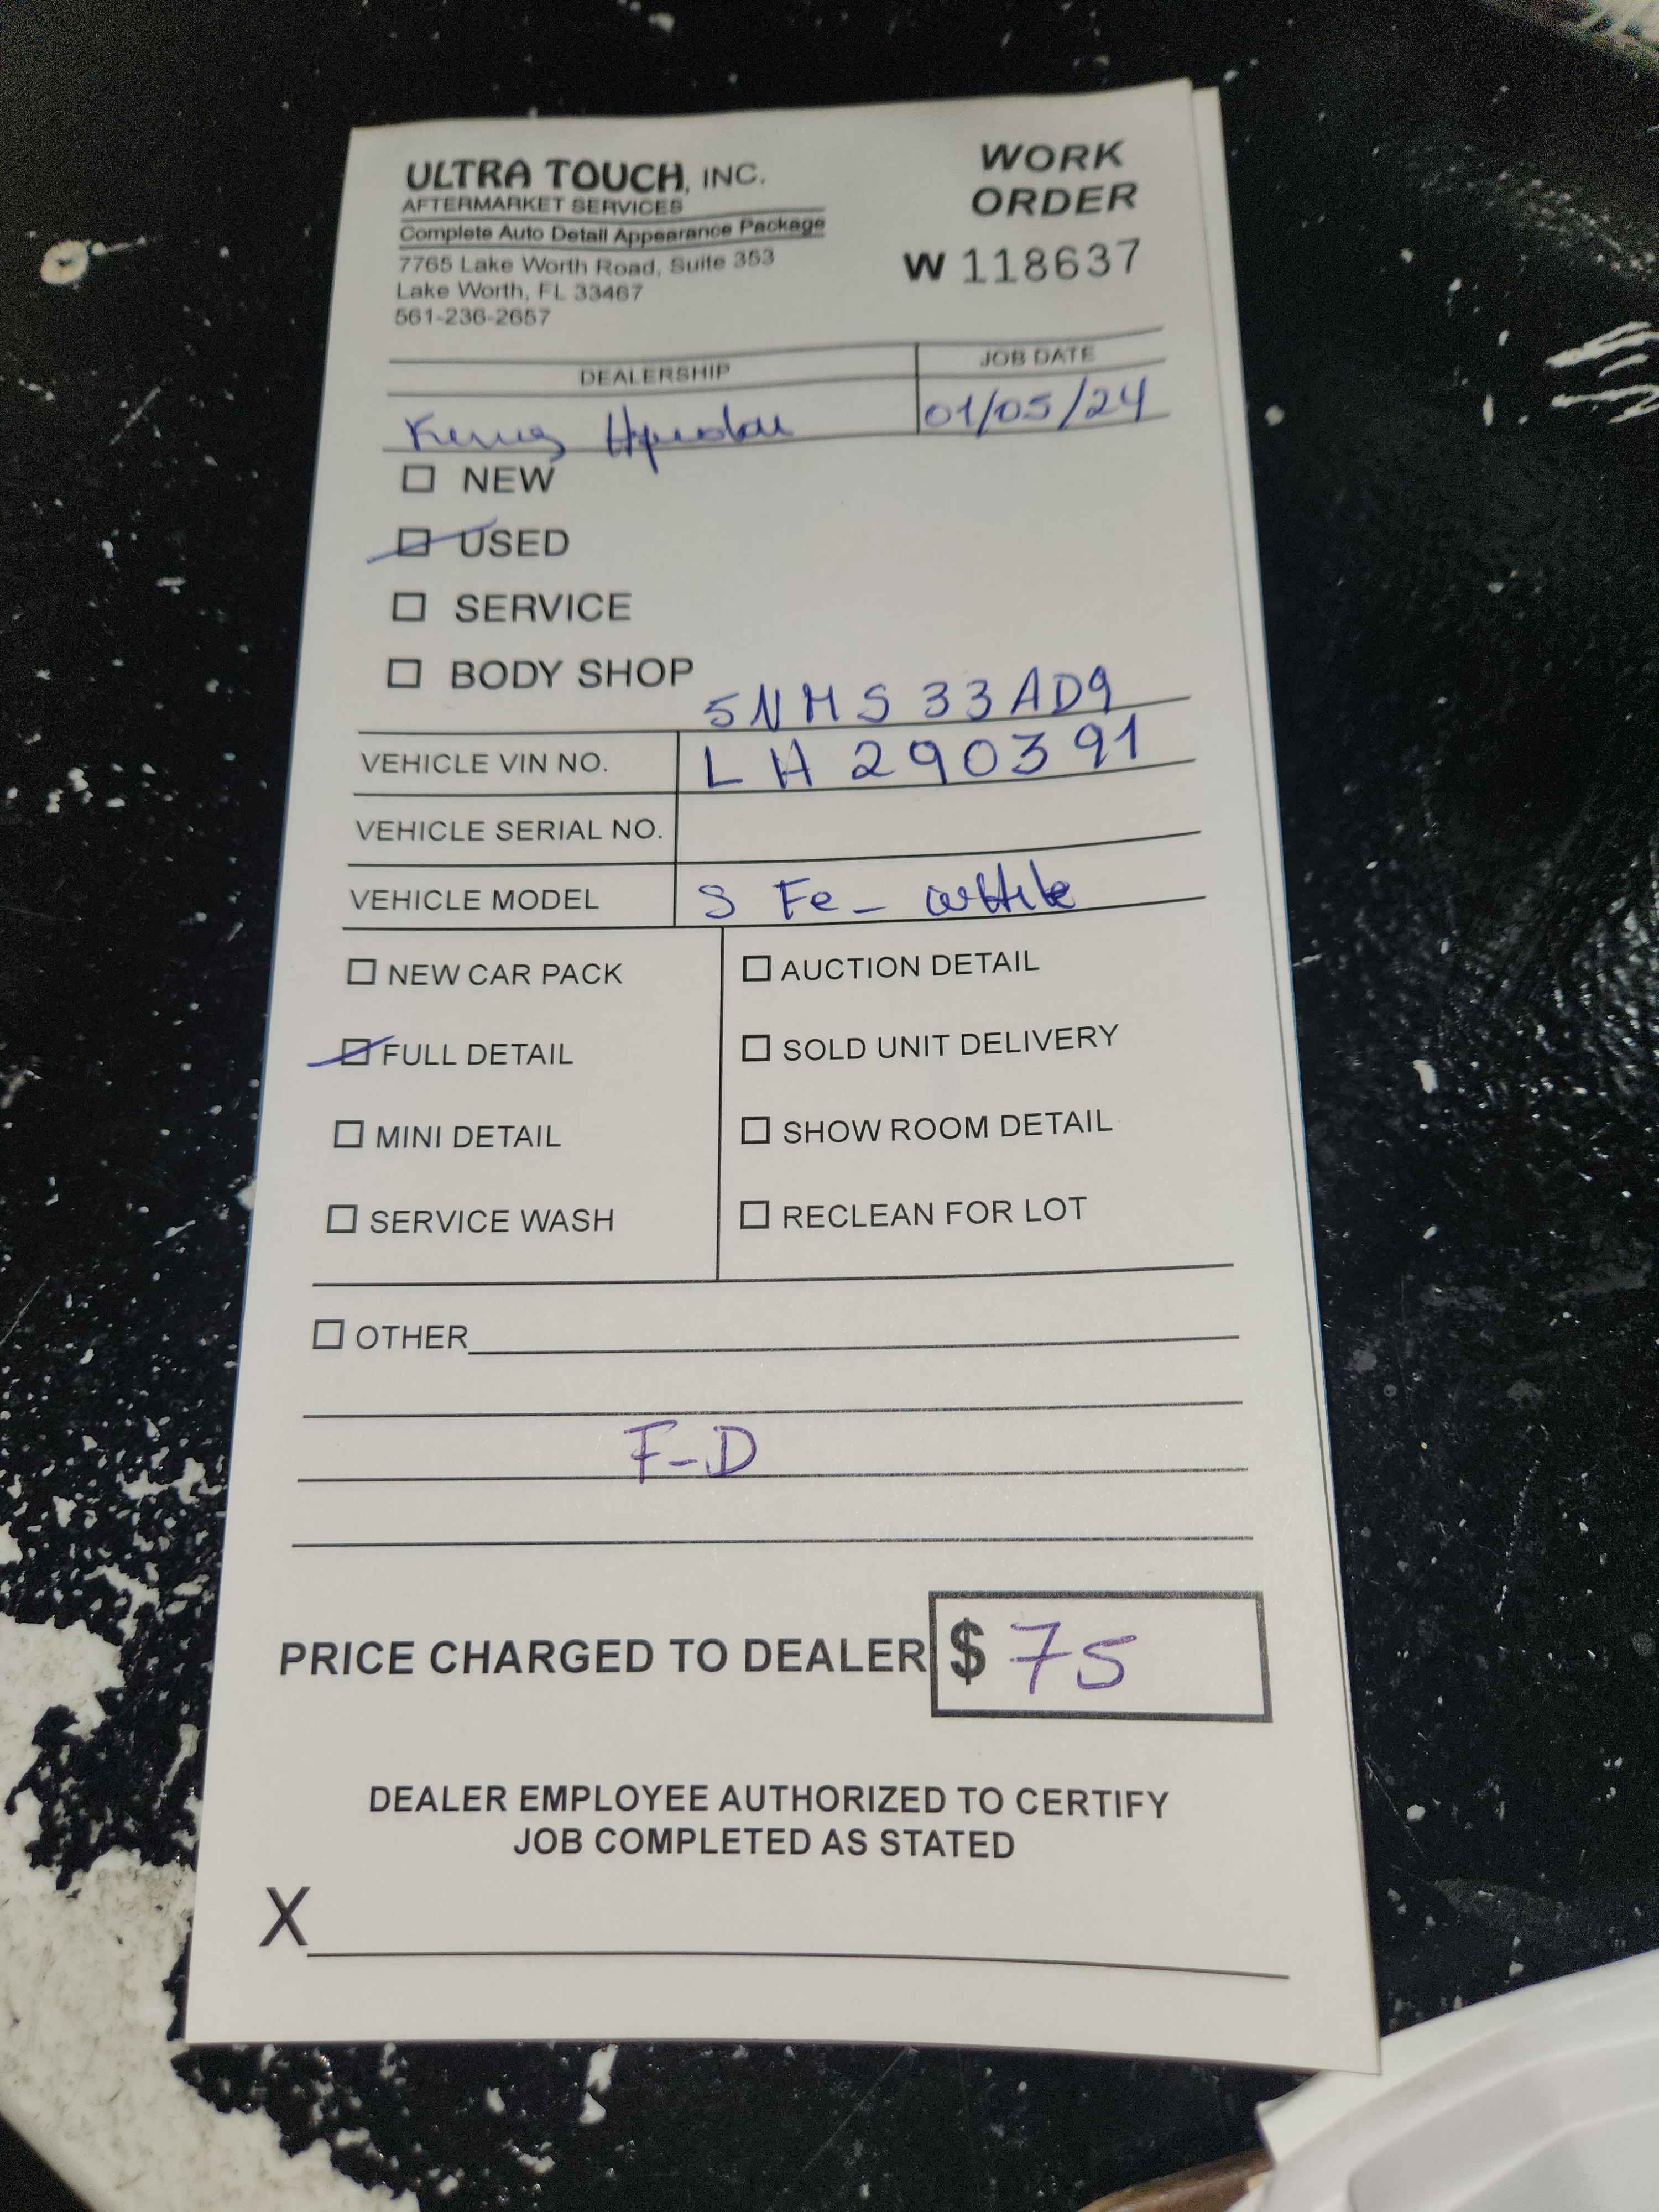 ULTRA TOUCH, INC.
AFTERMARKET SERVICES
Complete Auto Detail Appearance Package
7765 Lake Worth Road, Suite 353
Lake Worth, FL 33467
561-236-2657
WORK
ORDER
W 118637
DEALERSHIP
JOB DATE
01/05/24
NEW
USED
SERVICE
BODY SHOP
5NMS33AD9
VEHICLE VIN NO. LH290391
VEHICLE SERIAL NO.
VEHICLE MODEL S Fe -
NEW CAR PACK
AUCTION DETAIL
FULL DETAIL
SOLD UNIT DELIVERY
MINI DETAIL
SHOW ROOM DETAIL
SERVICE WASH
RECLEAN FOR LOT
OTHER
F-D
PRICE CHARGED TO DEALER $ 75
DEALER EMPLOYEE AUTHORIZED TO CERTIFY
JOB COMPLETED AS STATED
X